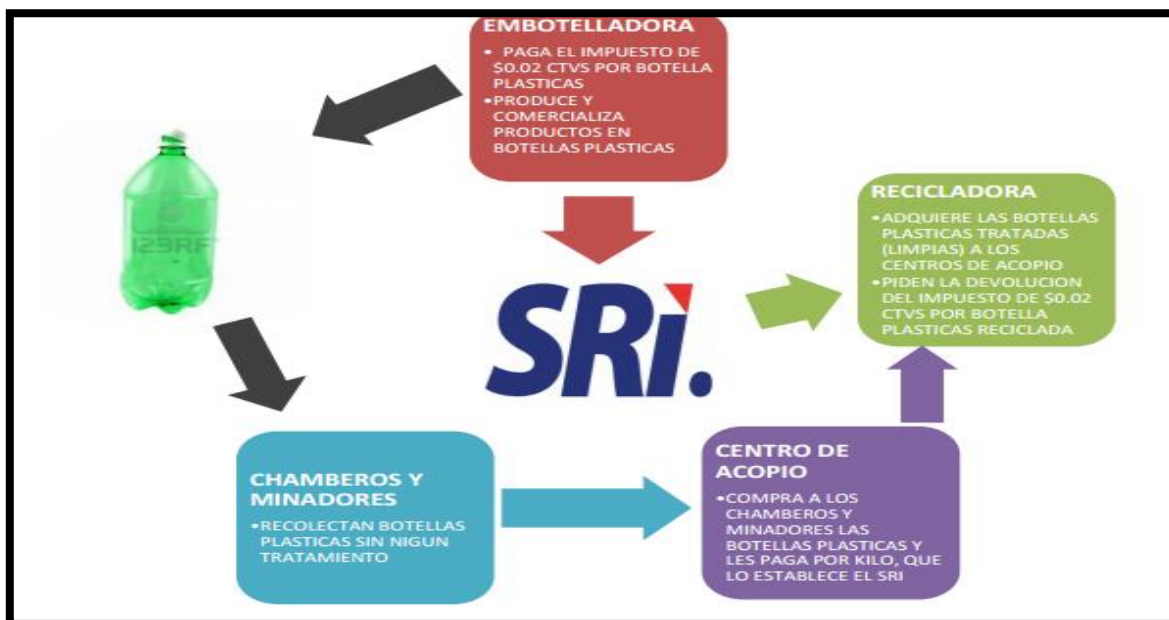 EMBOTELLADORA
• PAGA EL IMPUESTO DE
$0.02 CTVS POR BOTELLA
PLASTICAS
•PRODUCE Y
COMERCIALIZA
PRODUCTOS EN
BOTELLAS PLASTICAS
123RF
RECICLADORA
•ADQUIERE LAS BOTELLAS
PLASTICAS TRATADAS
(LIMPIAS) A LOS
CENTROS DE ACOPIO
•PIDEN LA DEVOLUCION
DEL IMPUESTO DE $0.02
CTVS POR BOTELLA
PLASTICAS RECICLADA
SRi.
CHAMBEROS Y
MINADORES
•RECOLECTAN BOTELLAS
PLASTICAS SIN NIGUN
TRATAMIENTO
CENTRO DE
ACOPIO
•COMPRA A LOS
CHAMBEROS Y
MINADORES LAS
BOTELLAS PLASTICAS Y
LES PAGA POR KILO, QUE
LO ESTABLECE EL SRI